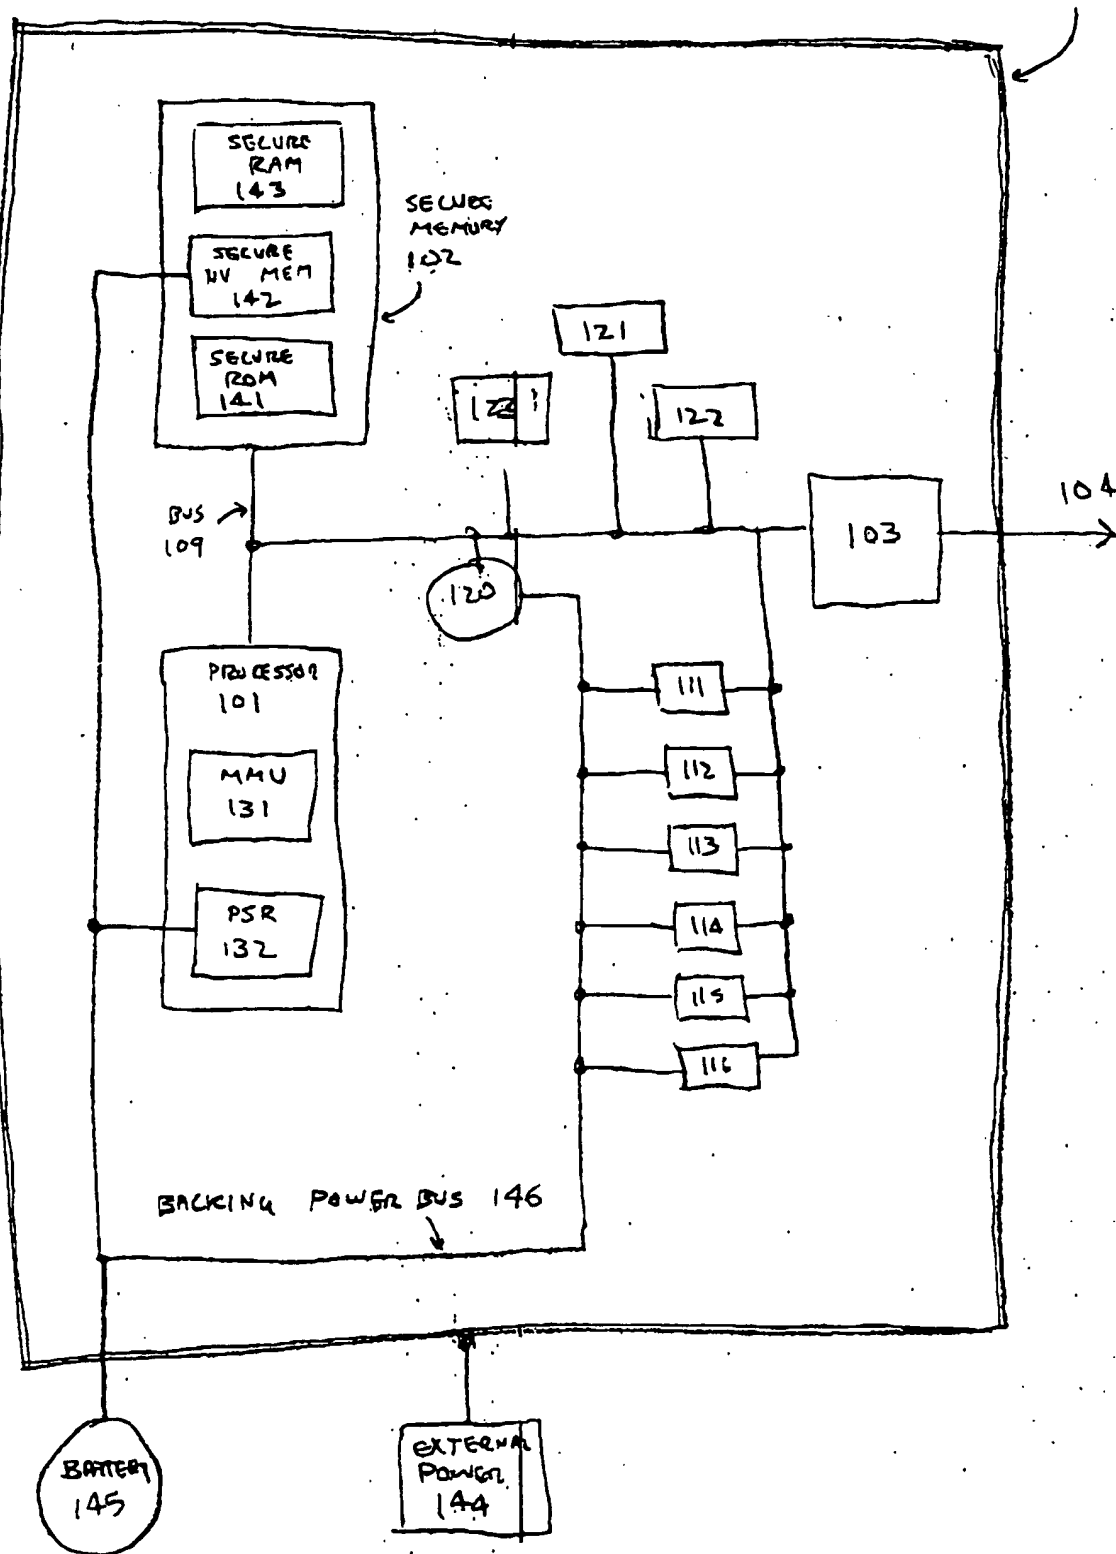 SECURE
RAM
143
SECURE
MEMORY
102
SECURE
NV MEM
142
SECURE
ROM
141
121
122
BUS
109
104
103
120
PROCESSOR
101
MMU
131
PSR
132
111
112
113
114
115
116
BACKING POWER BUS 146
BATTERY
145
EXTERNAL
POWER
144